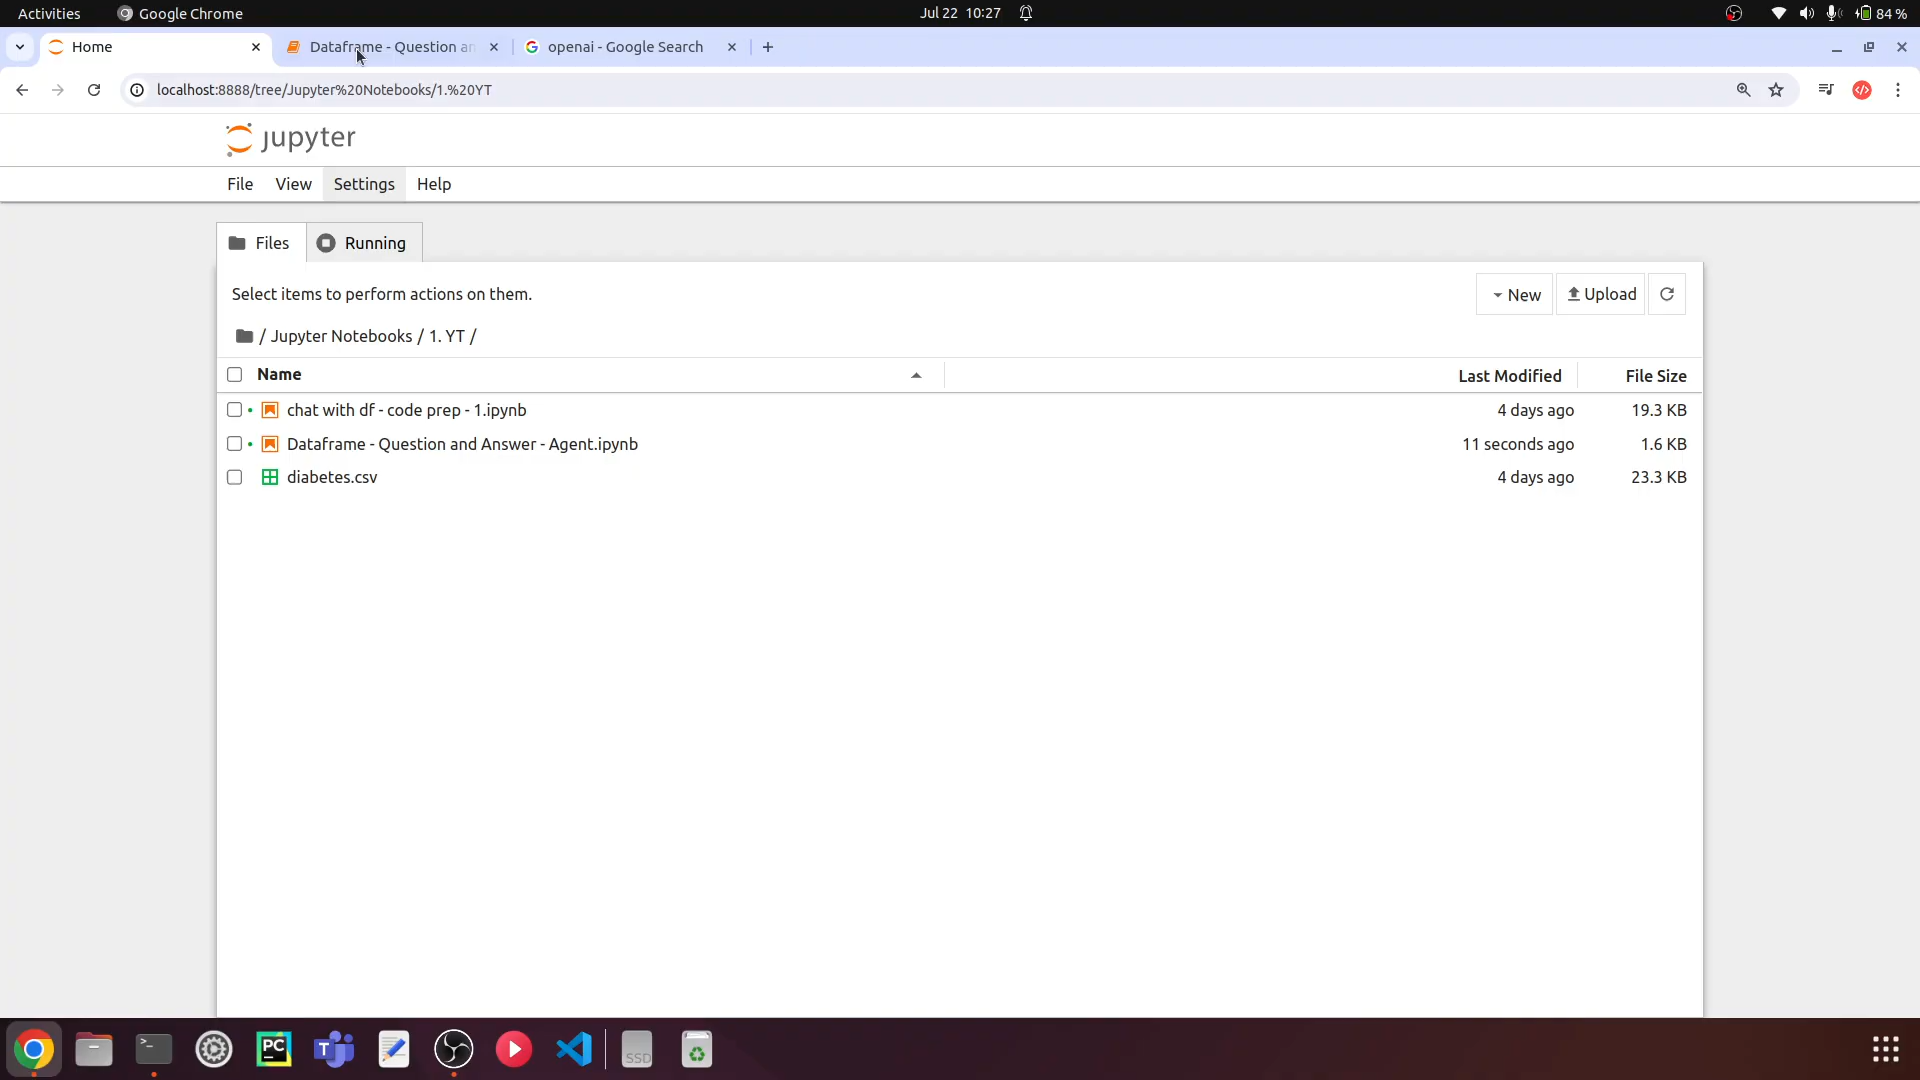 Activities Google Chrome Jul 22 10:27 84 %
Home Dataframe - Question an openai - Google Search
localhost:8888/tree/Jupyter%20Notebooks/1.%20YT
jupyter
File View Settings Help
Files Running
Select items to perform actions on them. New Upload
/ Jupyter Notebooks / 1. YT /
Name Last Modified File Size
chat with df - code prep - 1.ipynb 4 days ago 19.3 KB
Dataframe - Question and Answer - Agent.ipynb 11 seconds ago 1.6 KB
diabetes.csv 4 days ago 23.3 KB
>_ PC T SSD